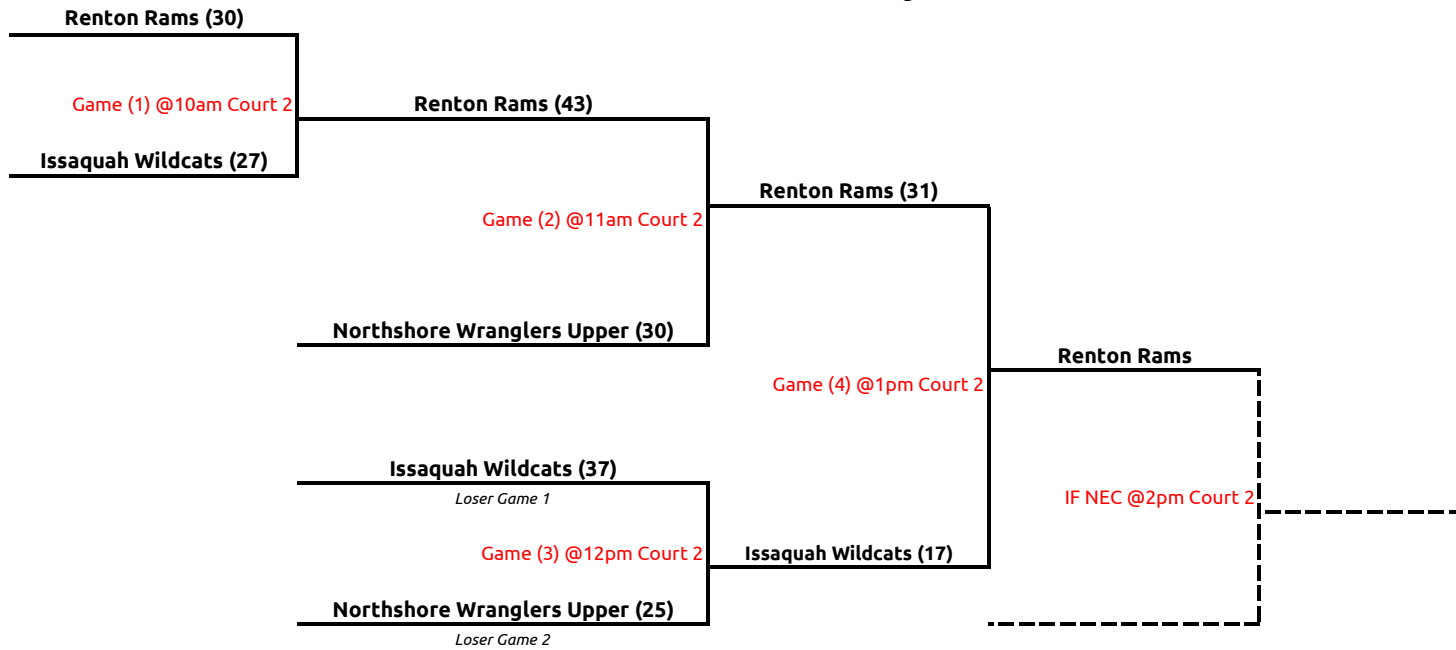 Renton Rams (30)
Game (1) @10am Court 2
Renton Rams (43)
Issaquah Wildcats (27)
Renton Rams (31)
Game (2) @11am Court 2
Northshore Wranglers Upper (30)
Renton Rams
Game (4) @1pm Court 2
Issaquah Wildcats (37)
Loser Game 1
IF NEC @2pm Court 2
Game (3) @12pm Court 2
Issaquah Wildcats (17)
Northshore Wranglers Upper (25)
Loser Game 2